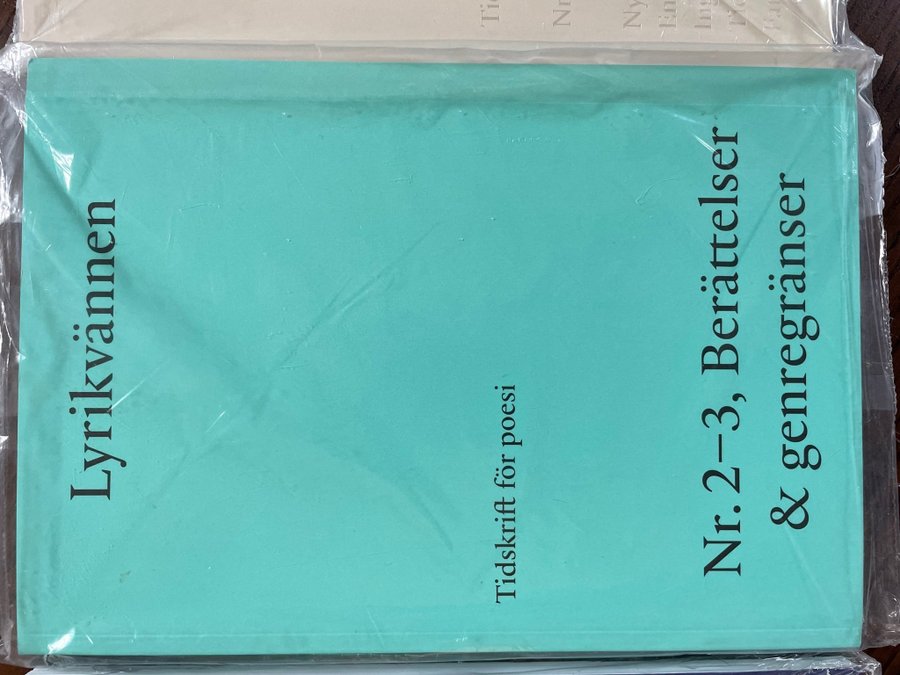 Lyrikvännen
Tidskrift för poesi
Nr. 2–3, Berättelser
& genregränser